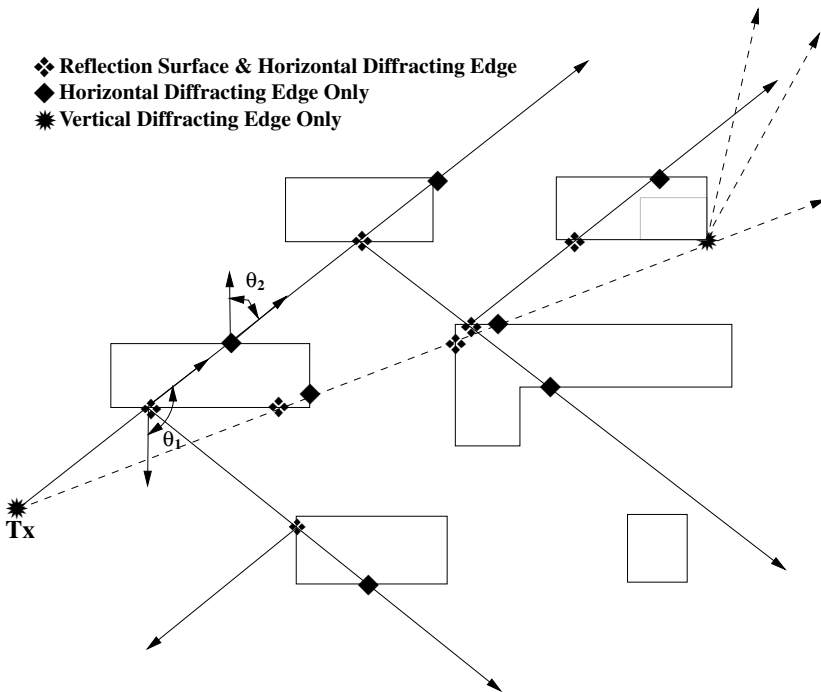 Reflection Surface & Horizontal Diffracting Edge
Horizontal Diffracting Edge Only
Vertical Diffracting Edge Only
θ2
θ1
Tx